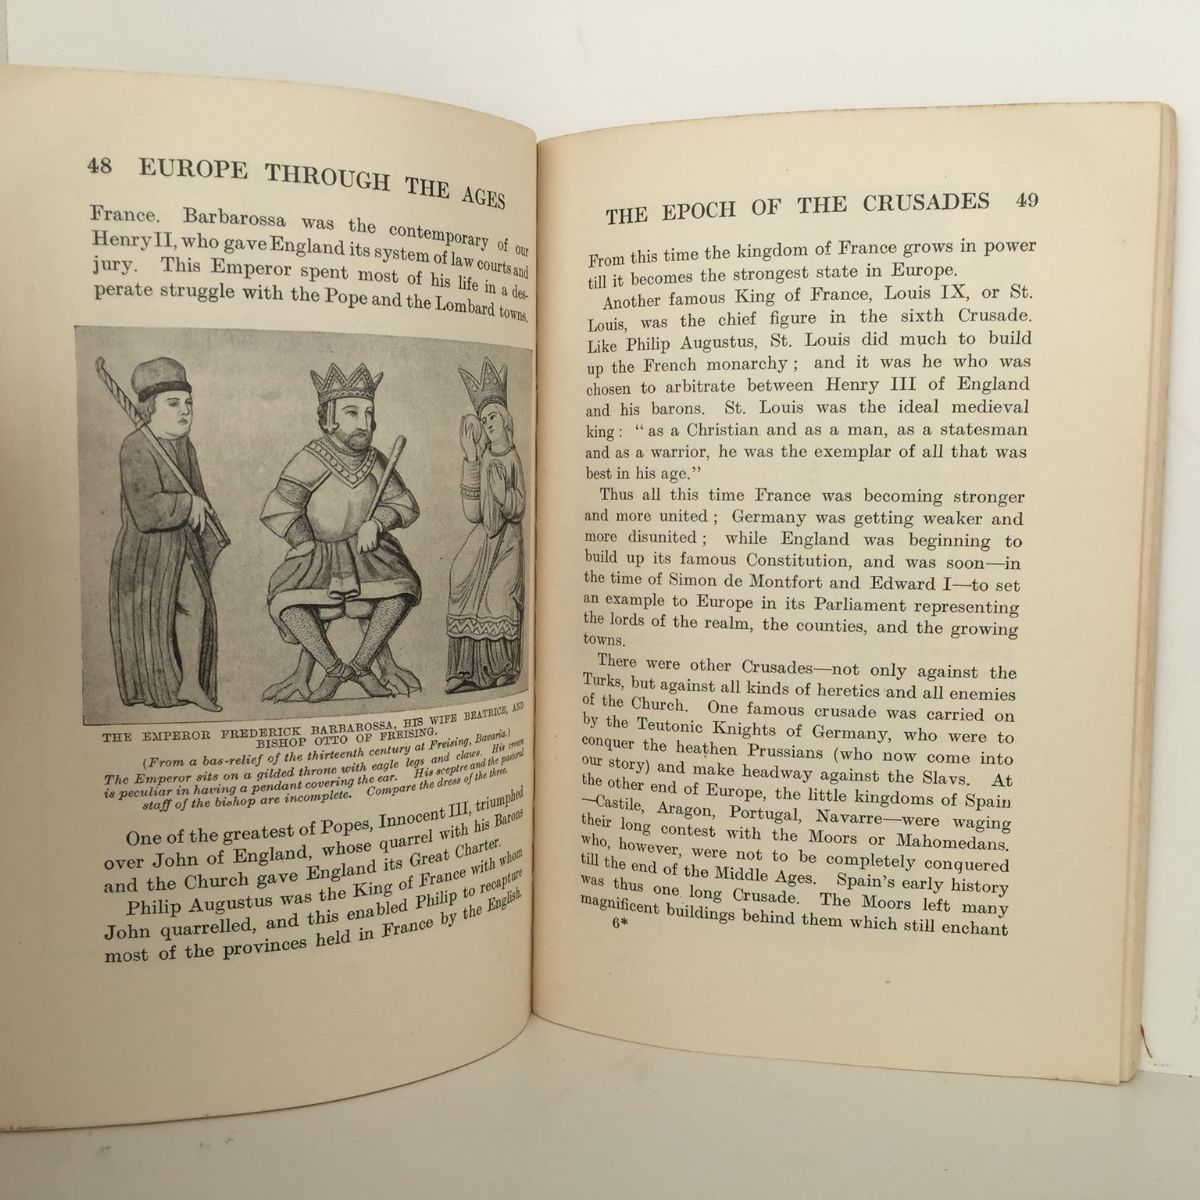 48 EUROPE THROUGH THE AGES
France. Barbarossa was the contemporary of our
Henry II, who gave England its system of law courts and
jury. This Emperor spent most of his life in a des-
perate struggle with the Pope and the Lombard towns.
THE EMPEROR FREDERICK BARBAROSSA, HIS WIFE BEATRICE, AND
BISHOP OTTO OF FREISING.
(From a bas-relief of the thirteenth century at Freising, Bavaria.)
The Emperor sits on a gilded throne with eagle legs and claws. His crown
is peculiar in having a pendant covering the ear. His sceptre and the pastoral
staff of the bishop are incomplete. Compare the dress of the three.
One of the greatest of Popes, Innocent III, triumphed
over John of England, whose quarrel with his Barons
and the Church gave England its Great Charter.
Philip Augustus was the King of France with whom
John quarrelled, and this enabled Philip to recapture
most of the provinces held in France by the English.
THE EPOCH OF THE CRUSADES 49
From this time the kingdom of France grows in power
till it becomes the strongest state in Europe.
Another famous King of France, Louis IX, or St.
Louis, was the chief figure in the sixth Crusade.
Like Philip Augustus, St. Louis did much to build
up the French monarchy; and it was he who was
chosen to arbitrate between Henry III of England
and his barons. St. Louis was the ideal medieval
king: "as a Christian and as a man, as a statesman
and as a warrior, he was the exemplar of all that was
best in his age."
Thus all this time France was becoming stronger
and more united; Germany was getting weaker and
more disunited; while England was beginning to
build up its famous Constitution, and was soon—in
the time of Simon de Montfort and Edward I—to set
an example to Europe in its Parliament representing
the lords of the realm, the counties, and the growing
towns.
There were other Crusades—not only against the
Turks, but against all kinds of heretics and all enemies
of the Church. One famous crusade was carried on
by the Teutonic Knights of Germany, who were to
conquer the heathen Prussians (who now come into
our story) and make headway against the Slavs. At
the other end of Europe, the little kingdoms of Spain
—Castile, Aragon, Portugal, Navarre—were waging
their long contest with the Moors or Mahomedans.
who, however, were not to be completely conquered
till the end of the Middle Ages. Spain's early history
was thus one long Crusade. The Moors left many
magnificent buildings behind them which still enchant
6*